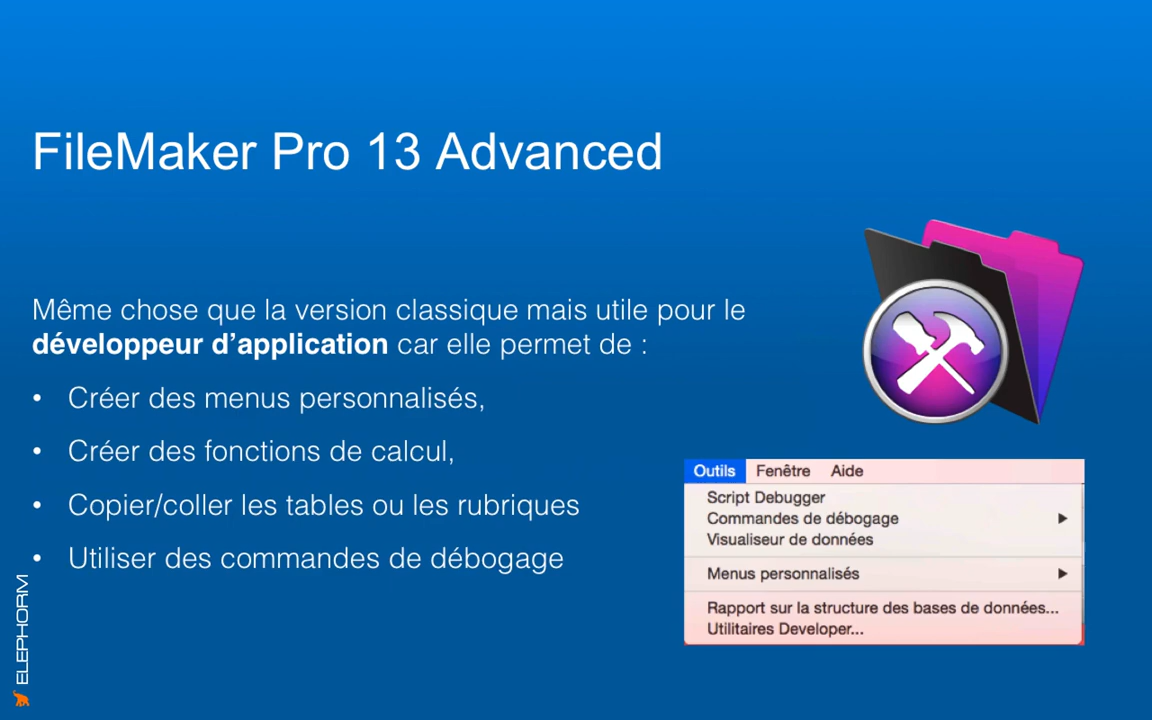 FileMaker Pro 13 Advanced
Même chose que la version classique mais utile pour le
développeur d’application car elle permet de :
• Créer des menus personnalisés,
• Créer des fonctions de calcul,
• Copier/coller les tables ou les rubriques
• Utiliser des commandes de débogage
Outils Fenêtre Aide
Script Debugger
Commandes de débogage
Visualiseur de données
Menus personnalisés
Rapport sur la structure des bases de données...
Utilitaires Developer...
ELEPHORM